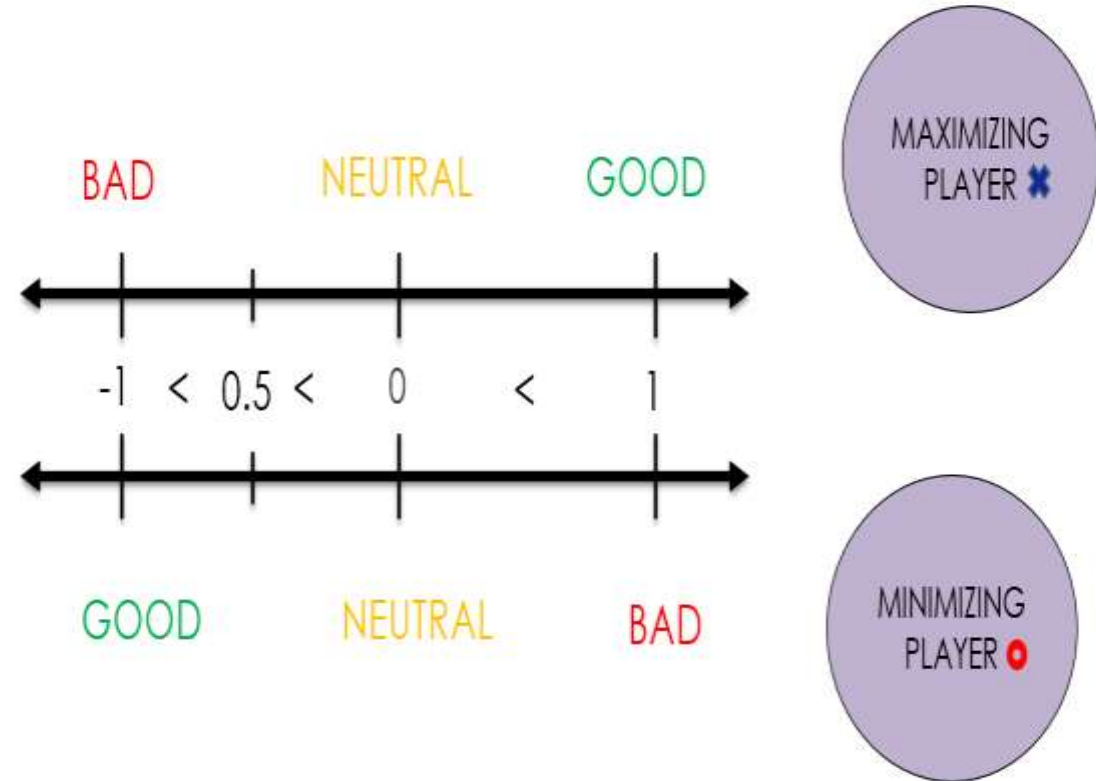 MAXIMIZING
PLAYER ✖
BAD NEUTRAL GOOD
-1 < 0.5 < 0 < 1
GOOD NEUTRAL BAD
MINIMIZING
PLAYER O